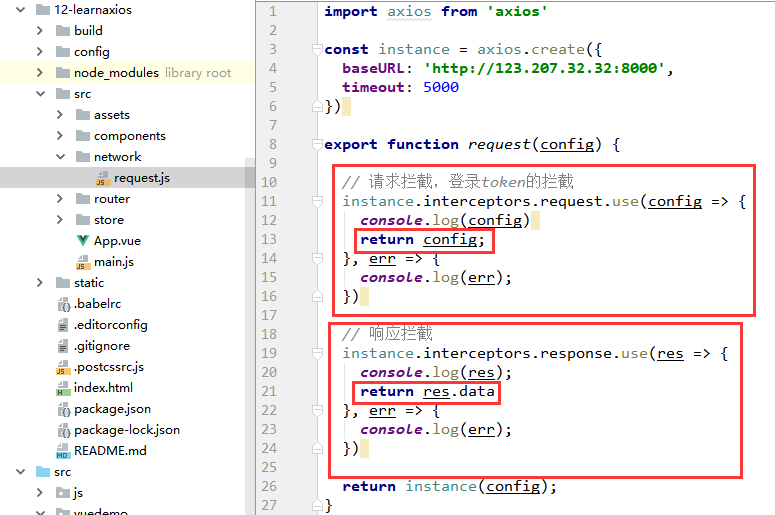 12-learnaxios
build
config
node_modules library root
src
assets
components
network
request.js
router
store
App.vue
main.js
static
.babelrc
.editorconfig
.gitignore
.postcssrc.js
index.html
package.json
package-lock.json
README.md
src
js
vuedemo
1 import axios from 'axios'
2
3 const instance = axios.create({
4 baseURL: 'http://123.207.32.32:8000',
5 timeout: 5000
6 })
7
8 export function request(config) {
9
10 // 请求拦截，登录token的拦截
11 instance.interceptors.request.use(config => {
12 console.log(config)
13 return config;
14 }, err => {
15 console.log(err);
16 })
17
18 // 响应拦截
19 instance.interceptors.response.use(res => {
20 console.log(res);
21 return res.data
22 }, err => {
23 console.log(err);
24 })
25
26 return instance(config);
27 }